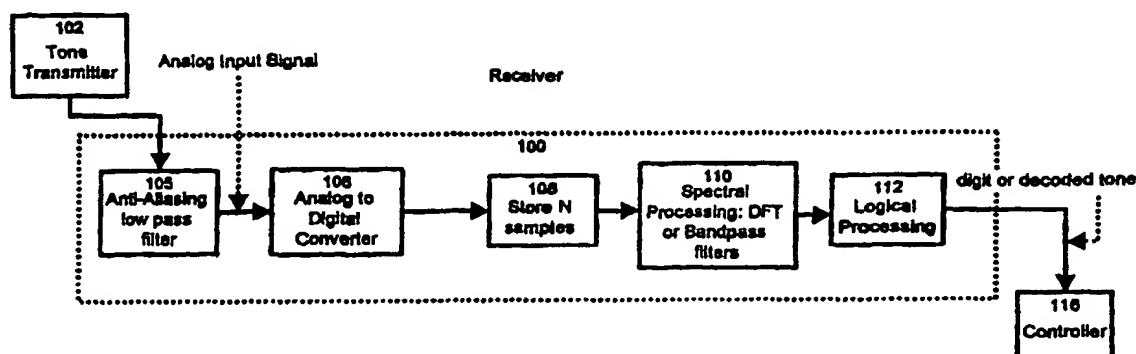 102
Tone
Transmitter
Analog Input Signal
Receiver
100
105
Anti-Aliasing
low pass
filter
106
Analog to
Digital
Converter
108
Store N
samples
110
Spectral
Processing: DFT
or Bandpass
filters
112
Logical
Processing
digit or decoded tone
116
Controller